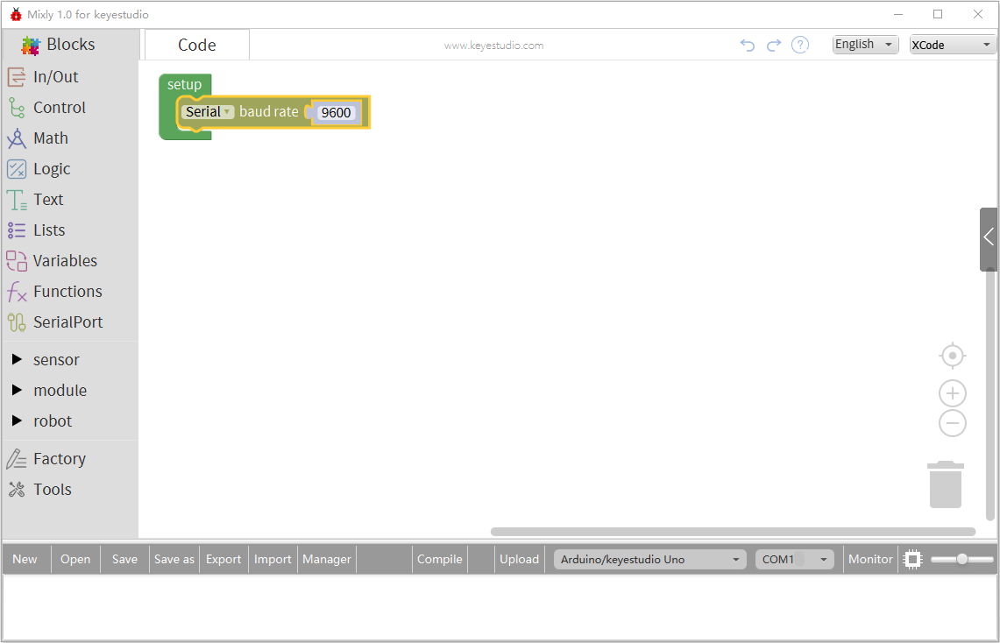 Mixly 1.0 for keyestudio
Blocks
Code
www.keyestudio.com
English
XCode
In/Out
Control
Math
Logic
Text
Lists
Variables
Functions
SerialPort
sensor
module
robot
Factory
Tools
setup
Serial baud rate 9600
New Open Save Save as Export Import Manager Compile Upload Arduino/keyestudio Uno COM1 Monitor